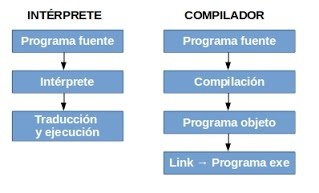 INTÉRPRETE
Programa fuente
Intérprete
Traducción
y ejecución
COMPILADOR
Programa fuente
Compilación
Programa objeto
Link → Programa exe